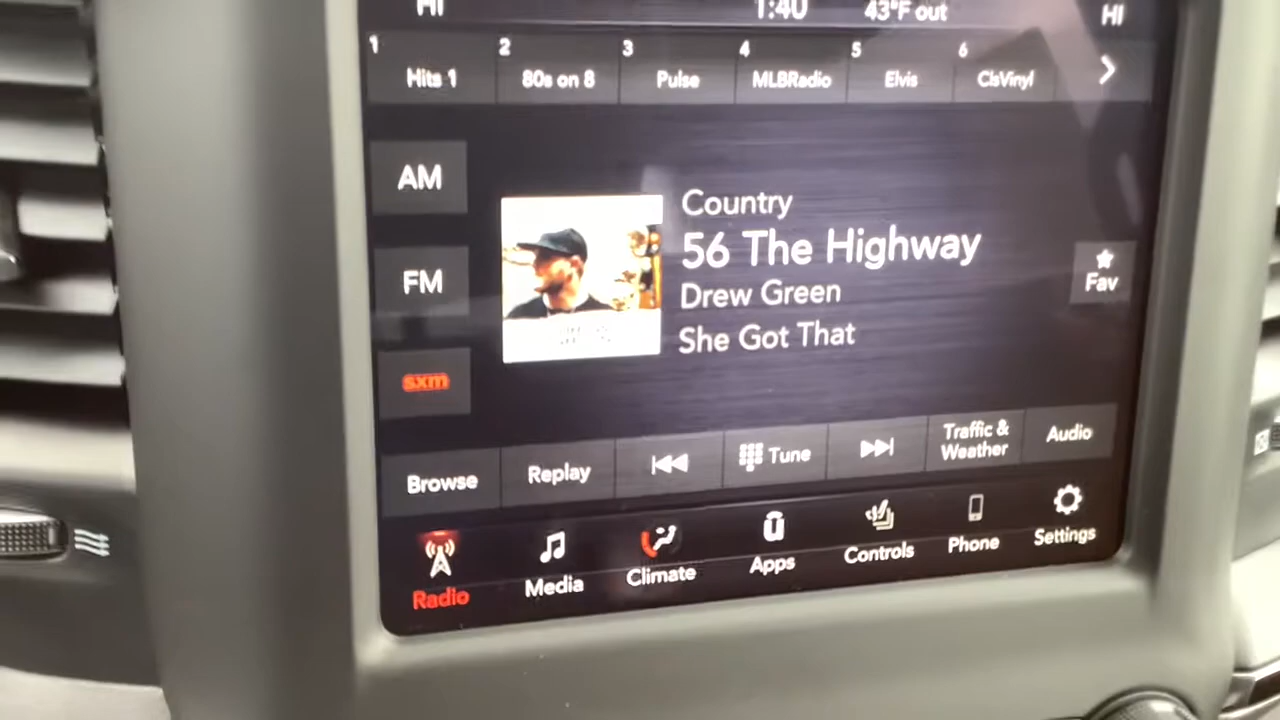 HI 1:40 43°F out HI
1 2 3 4 5 6
Hits 1 80s on 8 Pulse MLBRadio Elvis ClsVinyl
AM
Country
56 The Highway
FM
Drew Green
Fav
She Got That
sxm
Browse Replay Tune Traffic & Weather Audio
Radio Media Climate Apps Controls Phone Settings